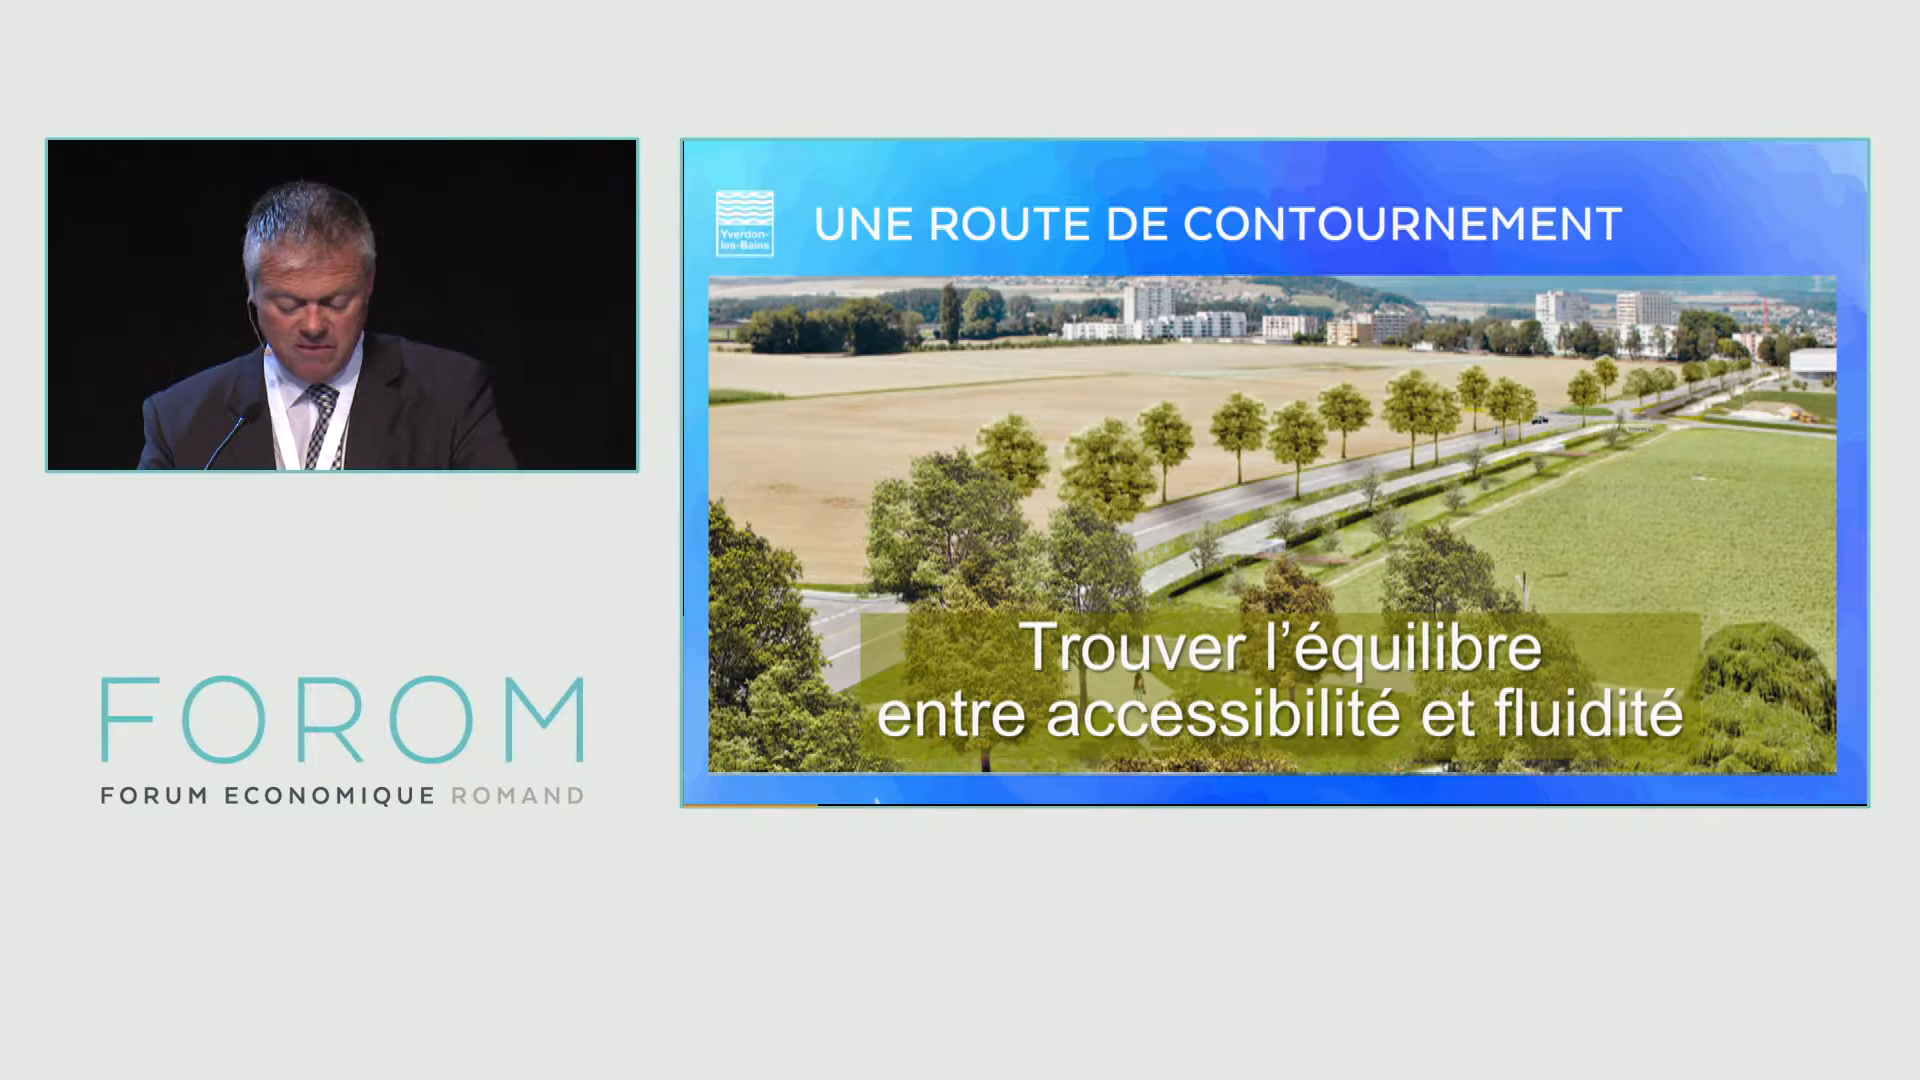 Yverdon-
les-Bains
UNE ROUTE DE CONTOURNEMENT
Trouver l’équilibre
entre accessibilité et fluidité
FOROM
FORUM ECONOMIQUE ROMAND